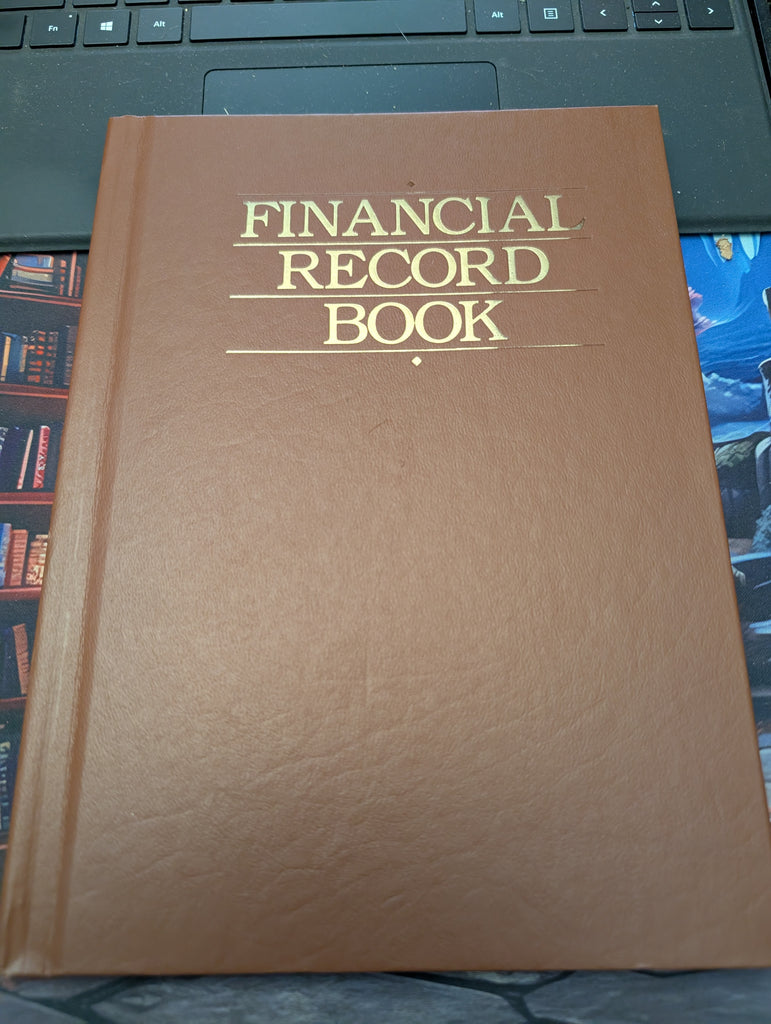 Fn Alt Alt
FINANCIAL
RECORD
BOOK